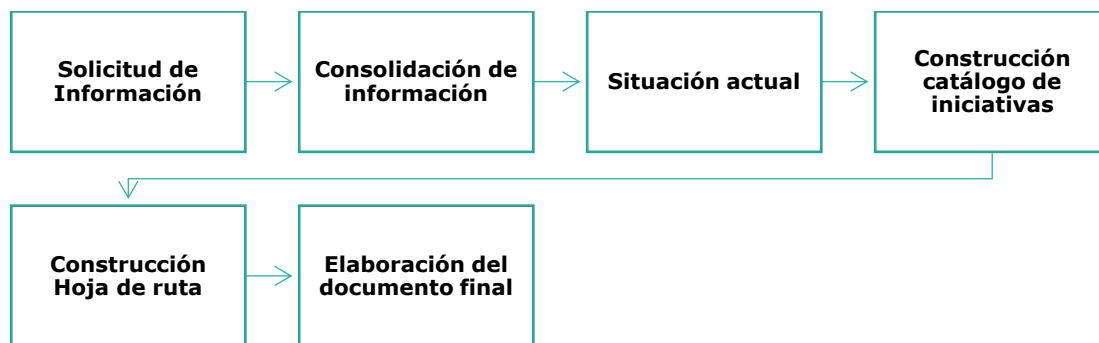 Solicitud de
Información
Consolidación de
información
Situación actual
Construcción
catálogo de
iniciativas
Construcción
Hoja de ruta
Elaboración del
documento final